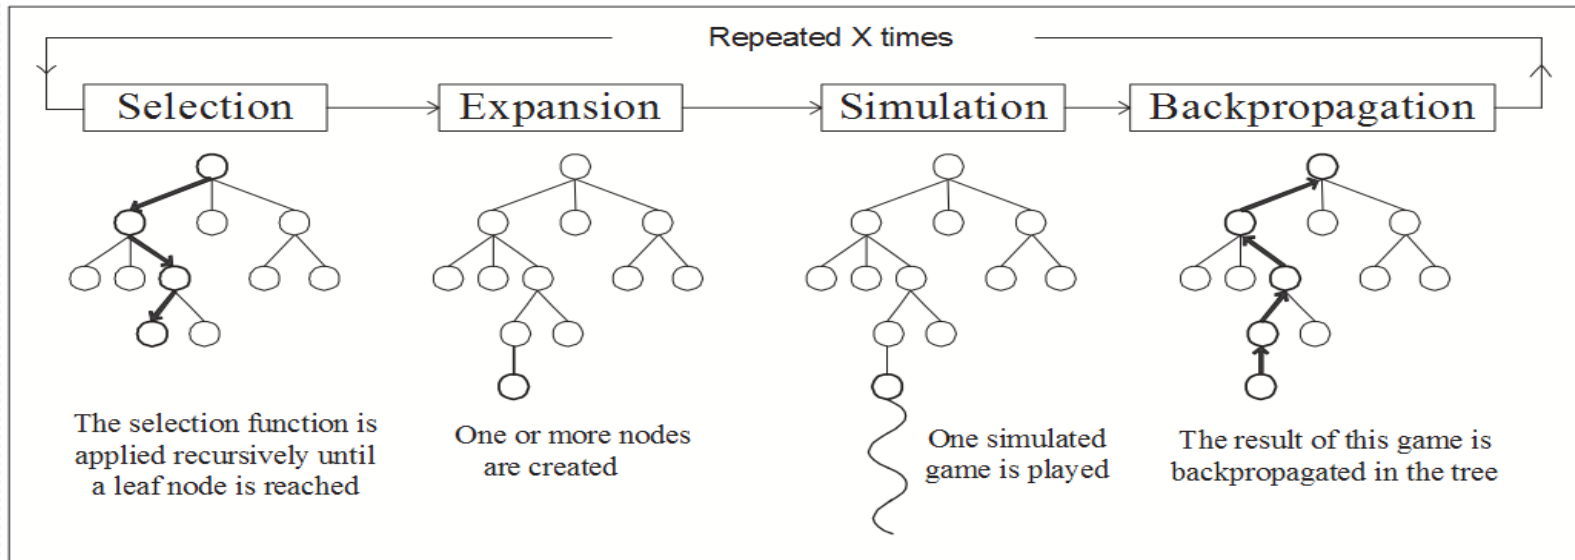 Repeated X times
Selection
Expansion
Simulation
Backpropagation
The selection function is
applied recursively until
a leaf node is reached
One or more nodes
are created
One simulated
game is played
The result of this game is
backpropagated in the tree